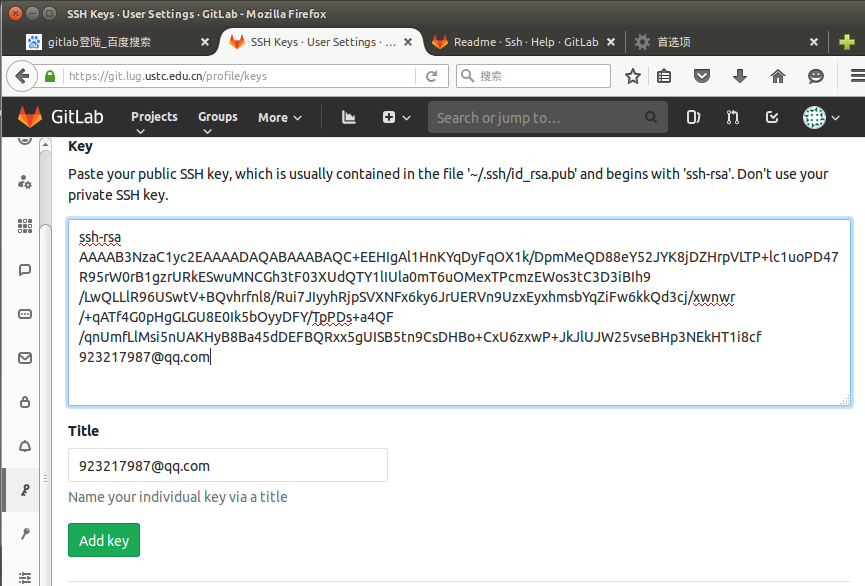 SSH Keys · User Settings · GitLab - Mozilla Firefox
gitlab登陆_百度搜索
SSH Keys · User Settings · ...
Readme · Ssh · Help · GitLab
首选项
https://git.lug.ustc.edu.cn/profile/keys
搜索
GitLab
Projects
Groups
More
Search or jump to...
Key
Paste your public SSH key, which is usually contained in the file '~/.ssh/id_rsa.pub' and begins with 'ssh-rsa'. Don't use your
private SSH key.
ssh-rsa
AAAAB3NzaC1yc2EAAAADAQABAAABAQC+EEHIgAl1HnKYqDyFqOX1k/DpmMeQD88eY52JYK8jDZHrpVLTP+lc1uoPD47
R95rW0rB1gzrURkESwuMNCGh3tF03XUdQTY1lIUla0mT6uOMexTPcmzEWos3tC3D3iBIh9
/LwQLLlR96USwtV+BQvhrfnl8/Rui7JIyyhRjpSVXNFx6ky6JrUERVn9UzxEyxhmsbYqZiFw6kkQd3cj/xwnwr
/+qATf4G0pHgGLGU8E0Ik5bOyyDFY/TpPDs+a4QF
/qnUmfLlMsi5nUAKHyB8Ba45dDEFBQRxx5gUISB5tn9CsDHBo+CxU6zxwP+JkJlUJW25vseBHp3NEkHT1i8cf
923217987@qq.com
Title
923217987@qq.com
Name your individual key via a title
Add key